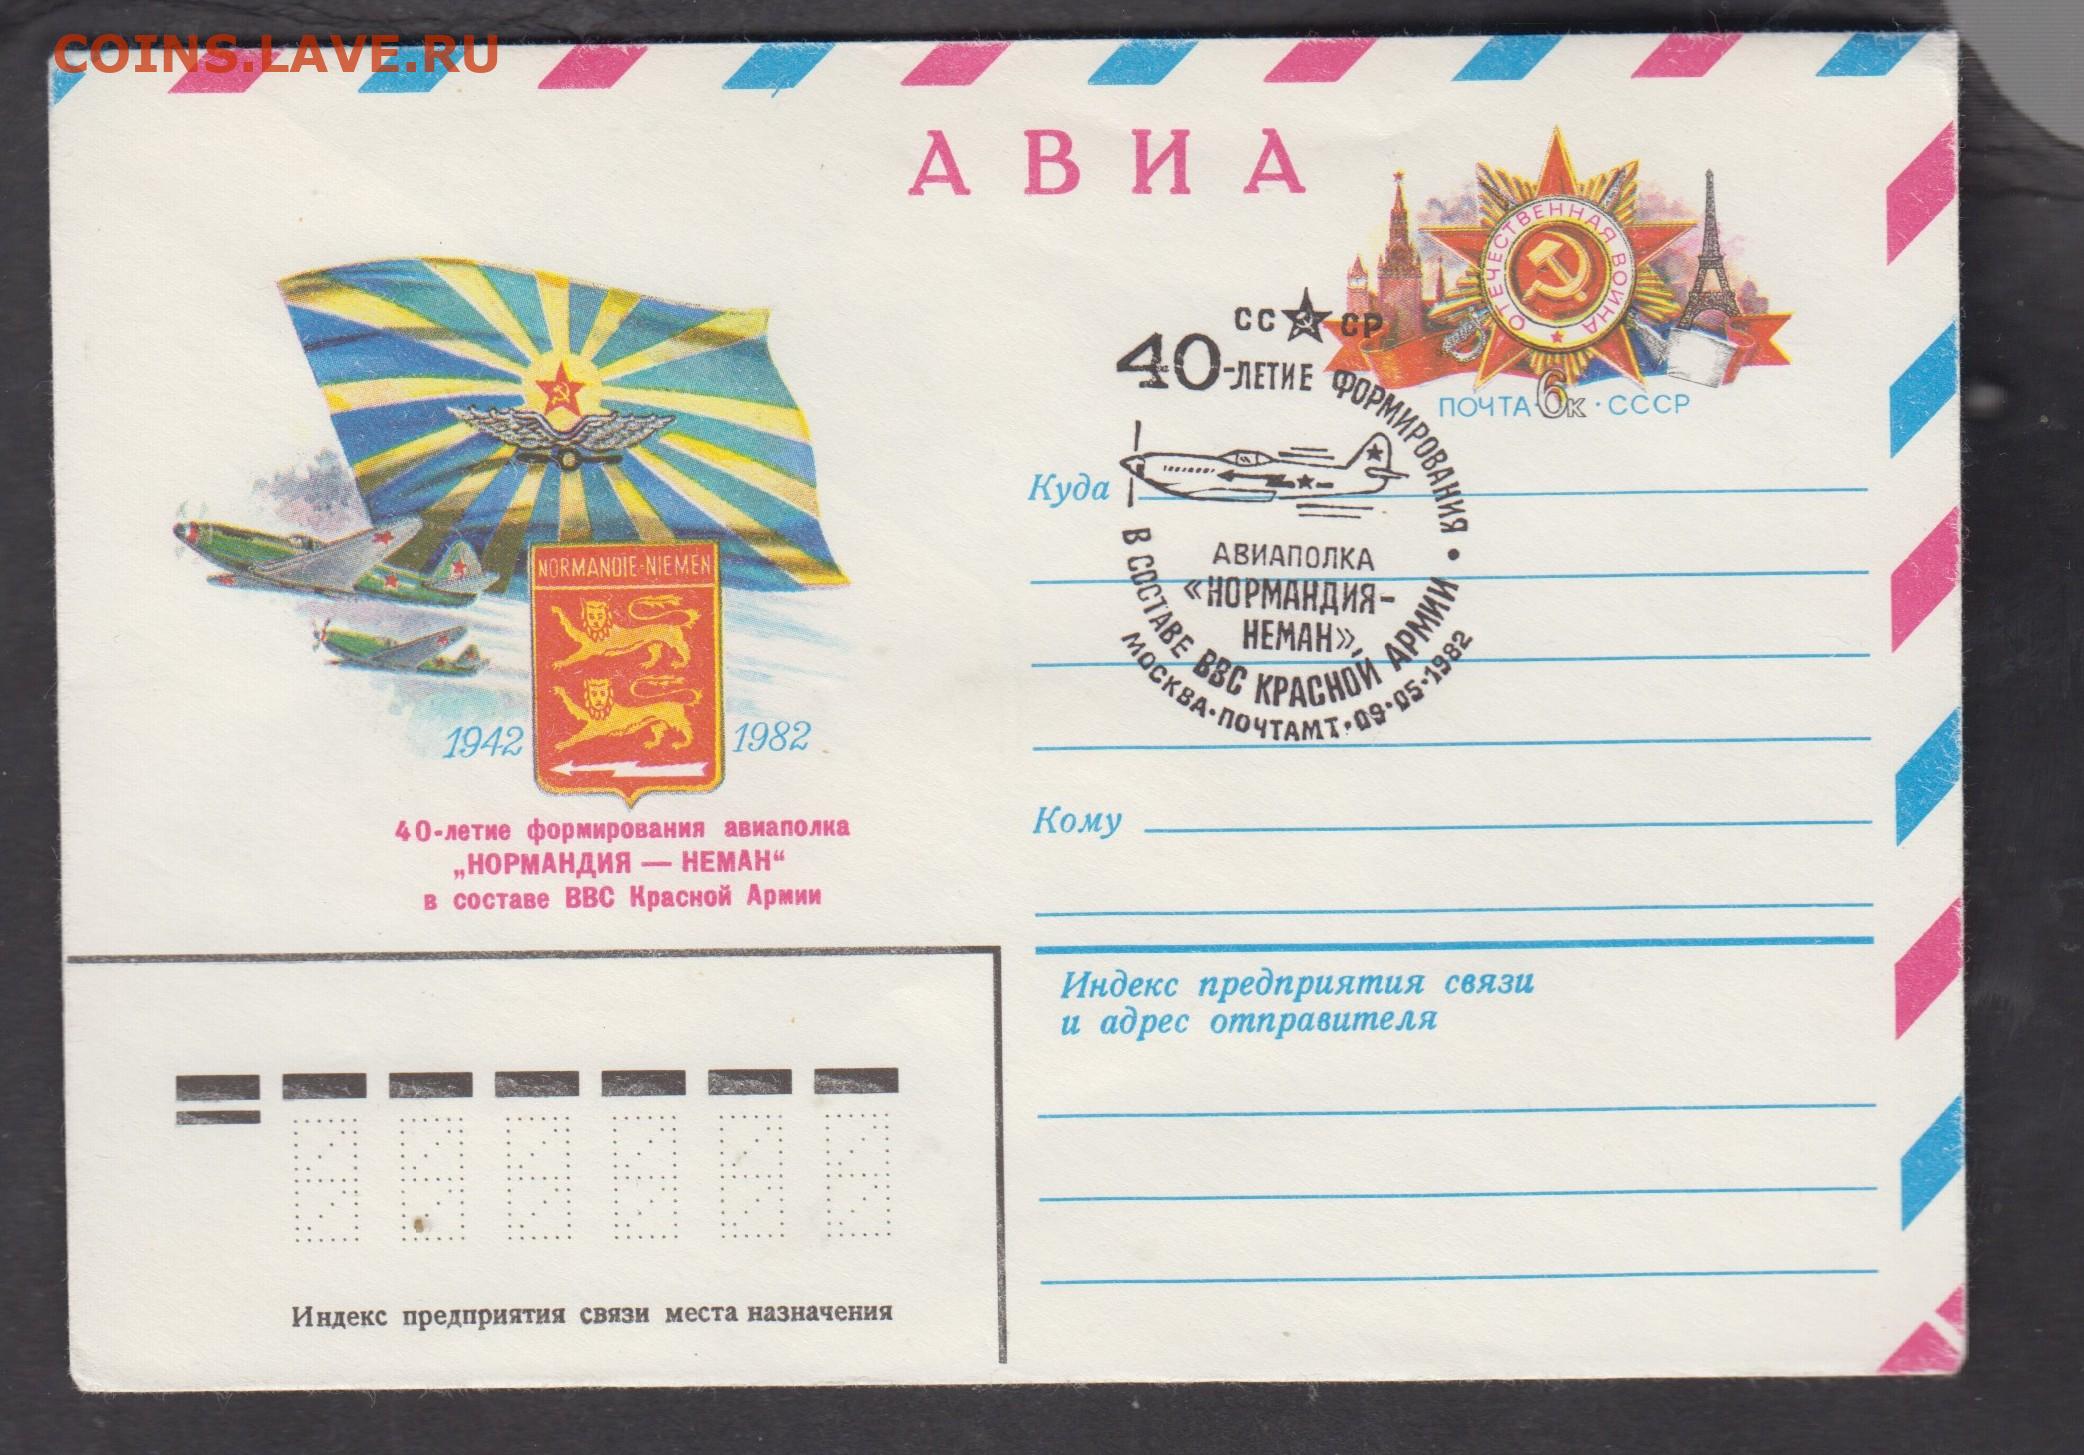 COINS.LAVE.RU
АВИА
ОТЕЧЕСТВЕННАЯ ВОЙНА
ПОЧТА·6к·СССР
СС СР
40-ЛЕТИЕ ФОРМИРОВАНИЯ •
АВИАПОЛКА
«НОРМАНДИЯ-
НЕМАН»,
В СОСТАВЕ ВВС КРАСНОЙ АРМИИ
МОСКВА·ПОЧТАМТ·09·05·1982
NORMANDIE-NIEMEN
1942 1982
40-летие формирования авиаполка
„НОРМАНДИЯ — НЕМАН“
в составе ВВС Красной Армии
Куда
Кому
Индекс предприятия связи
и адрес отправителя
Индекс предприятия связи места назначения